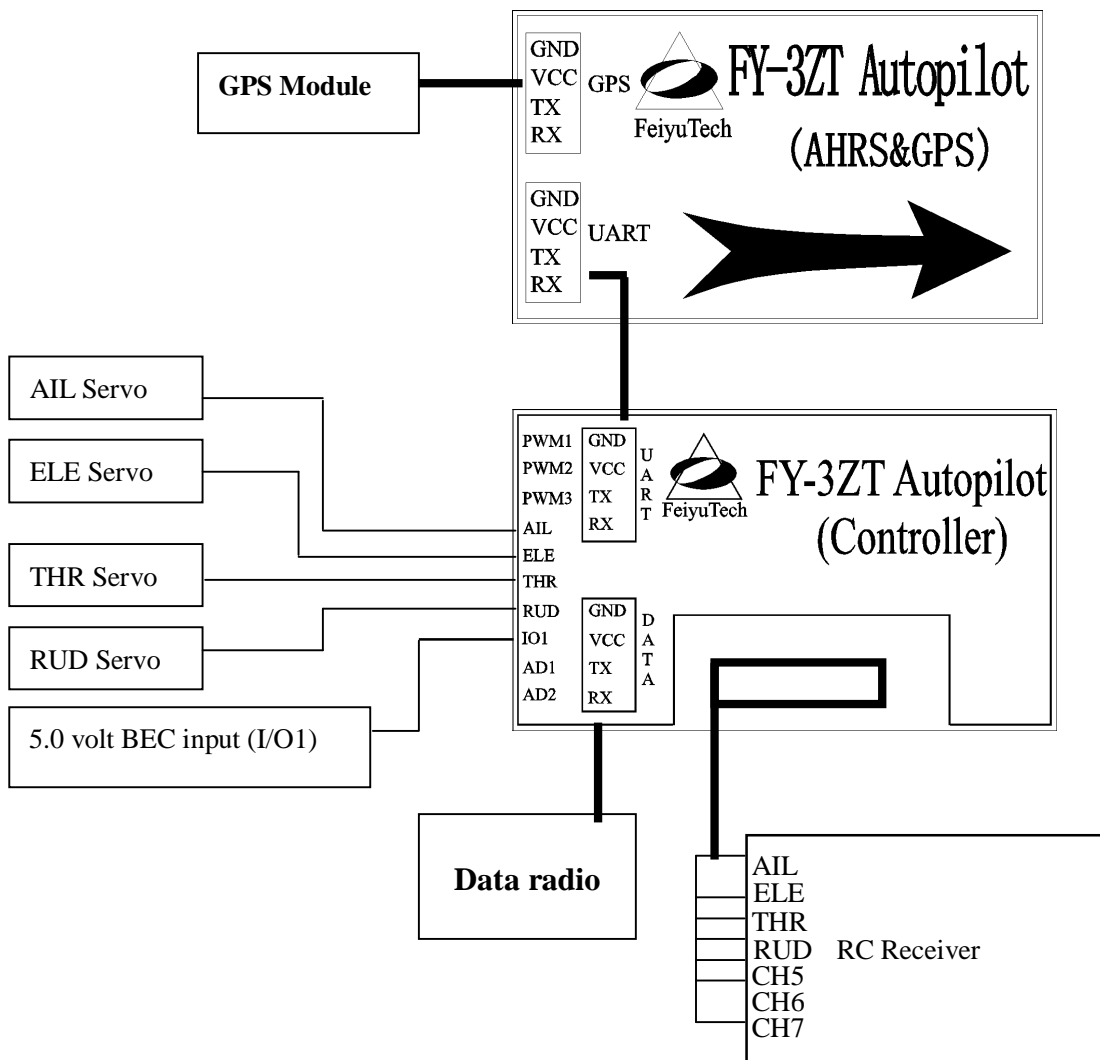 GPS Module
GND
VCC
TX
RX
GPS
FeiyuTech
FY-3ZT Autopilot
(AHRS&GPS)
GND
VCC
TX
RX
UART
AIL Servo
ELE Servo
THR Servo
RUD Servo
5.0 volt BEC input (I/O1)
PWM1
PWM2
PWM3
AIL
ELE
THR
RUD
IO1
AD1
AD2
GND
VCC
TX
RX
UART
FeiyuTech
FY-3ZT Autopilot
(Controller)
GND
VCC
TX
RX
DATA
Data radio
AIL
ELE
THR
RUD
CH5
CH6
CH7
RC Receiver